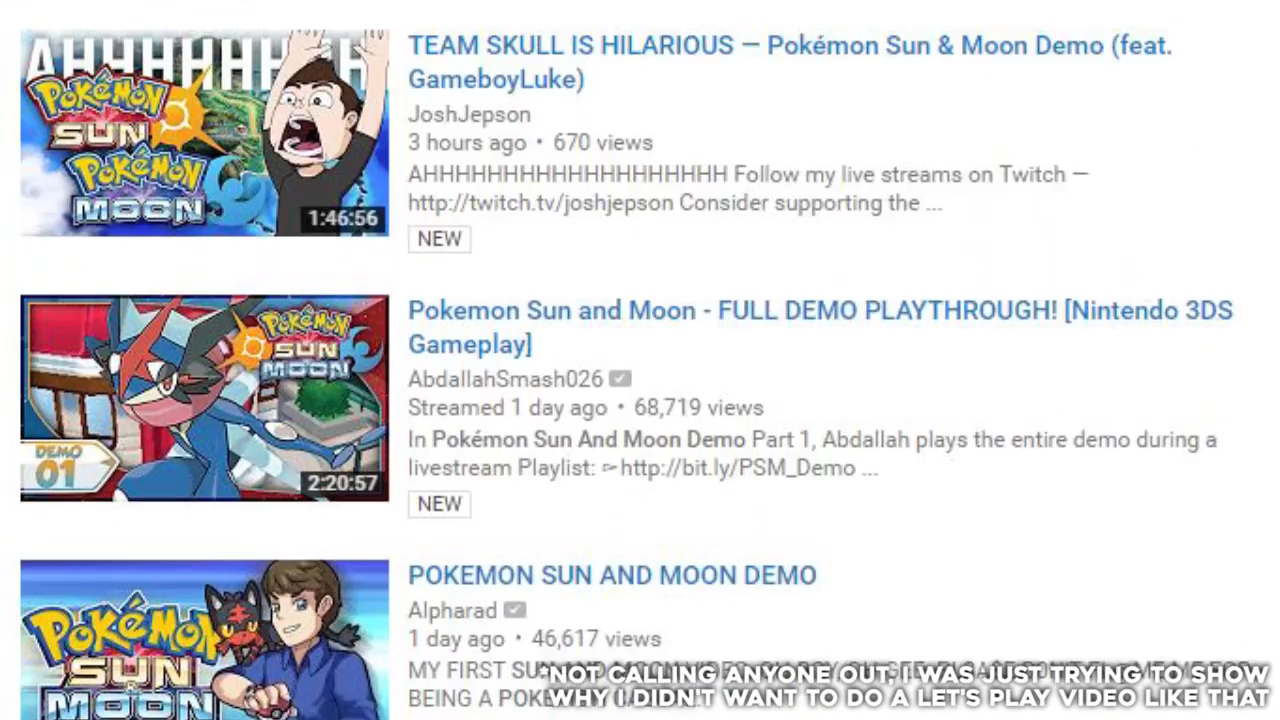 AHHHHHHHH
POKÉMON
SUN
POKÉMON
MOON
1:46:56
TEAM SKULL IS HILARIOUS — Pokémon Sun & Moon Demo (feat.
GameboyLuke)
JoshJepson
3 hours ago • 670 views
AHHHHHHHHHHHHHHHHHHH Follow my live streams on Twitch —
http://twitch.tv/joshjepson Consider supporting the ...
NEW
POKÉMON
SUN
MOON
DEMO
01
2:20:57
Pokemon Sun and Moon - FULL DEMO PLAYTHROUGH! [Nintendo 3DS
Gameplay]
AbdallahSmash026
Streamed 1 day ago • 68,719 views
In Pokémon Sun And Moon Demo Part 1, Abdallah plays the entire demo during a
livestream Playlist: ➢http://bit.ly/PSM_Demo ...
NEW
POKÉMON
SUN
MOON
POKEMON SUN AND MOON DEMO
Alpharad
1 day ago • 46,617 views
MY FIRST
BEING A
*NOT CALLING ANYONE OUT, I WAS JUST TRYING TO SHOW
WHY I DIDN'T WANT TO DO A LET'S PLAY VIDEO LIKE THAT